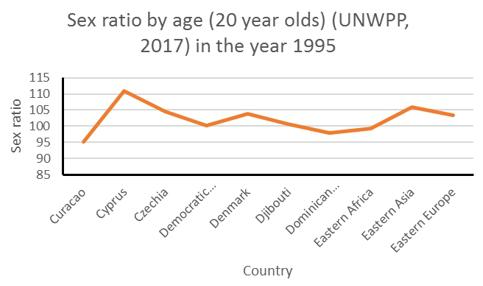 Sex ratio by age (20 year olds) (UNWPP,
2017) in the year 1995
115
110
105
100
95
90
85
Sex ratio
Curacao
Cyprus
Czechia
Democratic...
Denmark
Djibouti
Dominican...
Eastern Africa
Eastern Asia
Eastern Europe
Country